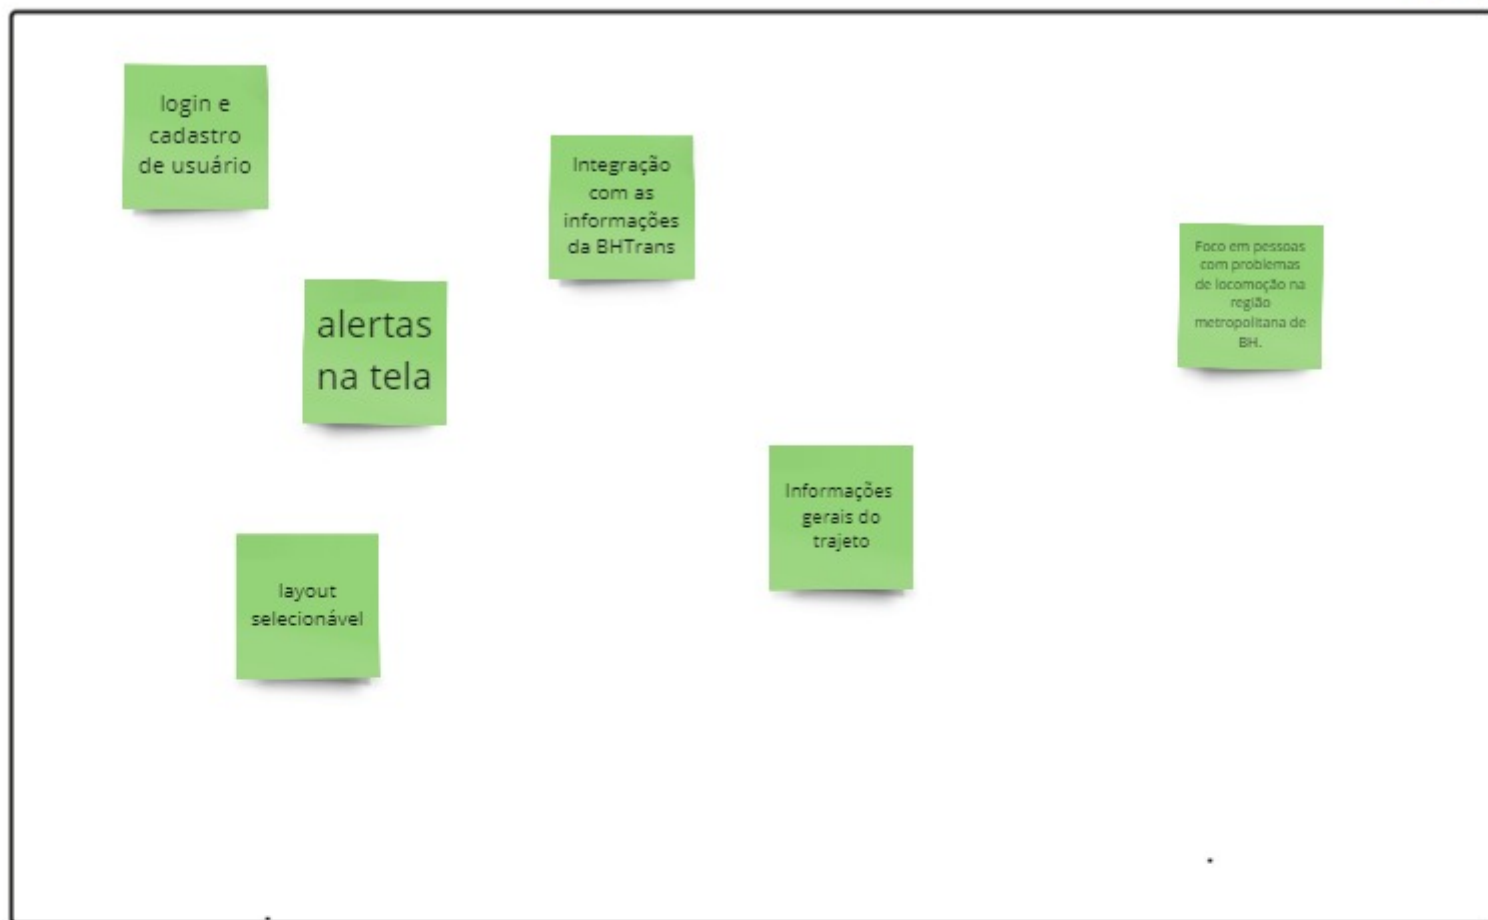 login e
cadastro
de usuário
Integração
com as
informações
da BHTrans
Foco em pessoas
com problemas
de locomoção na
região
metropolitana de
BH.
alertas
na tela
Informações
gerais do
trajeto
layout
selecionável